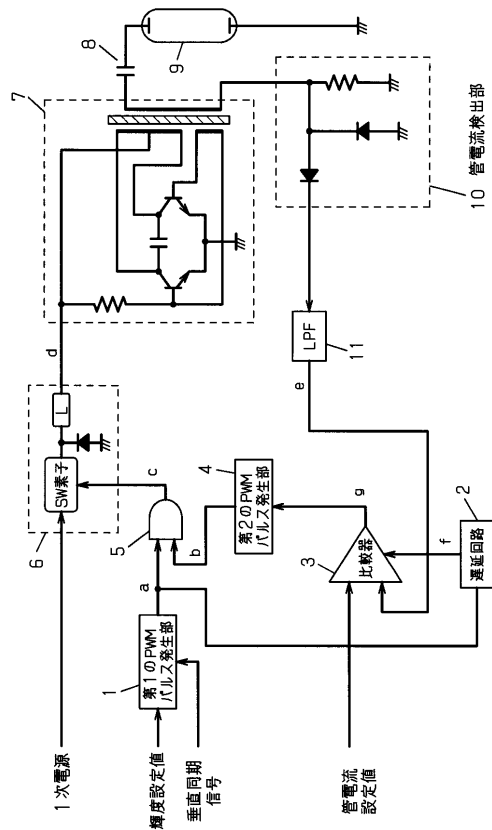 1次電源
輝度設定値
垂直同期
信号
管電流
設定値
1
第1のPWM
パルス発生部
a
2
遅延回路
f
3
比較器
g
4
第2のPWM
パルス発生部
b
5
c
6
SW素子
L
d
7
8
9
10 管電流検出部
LPF
11
e